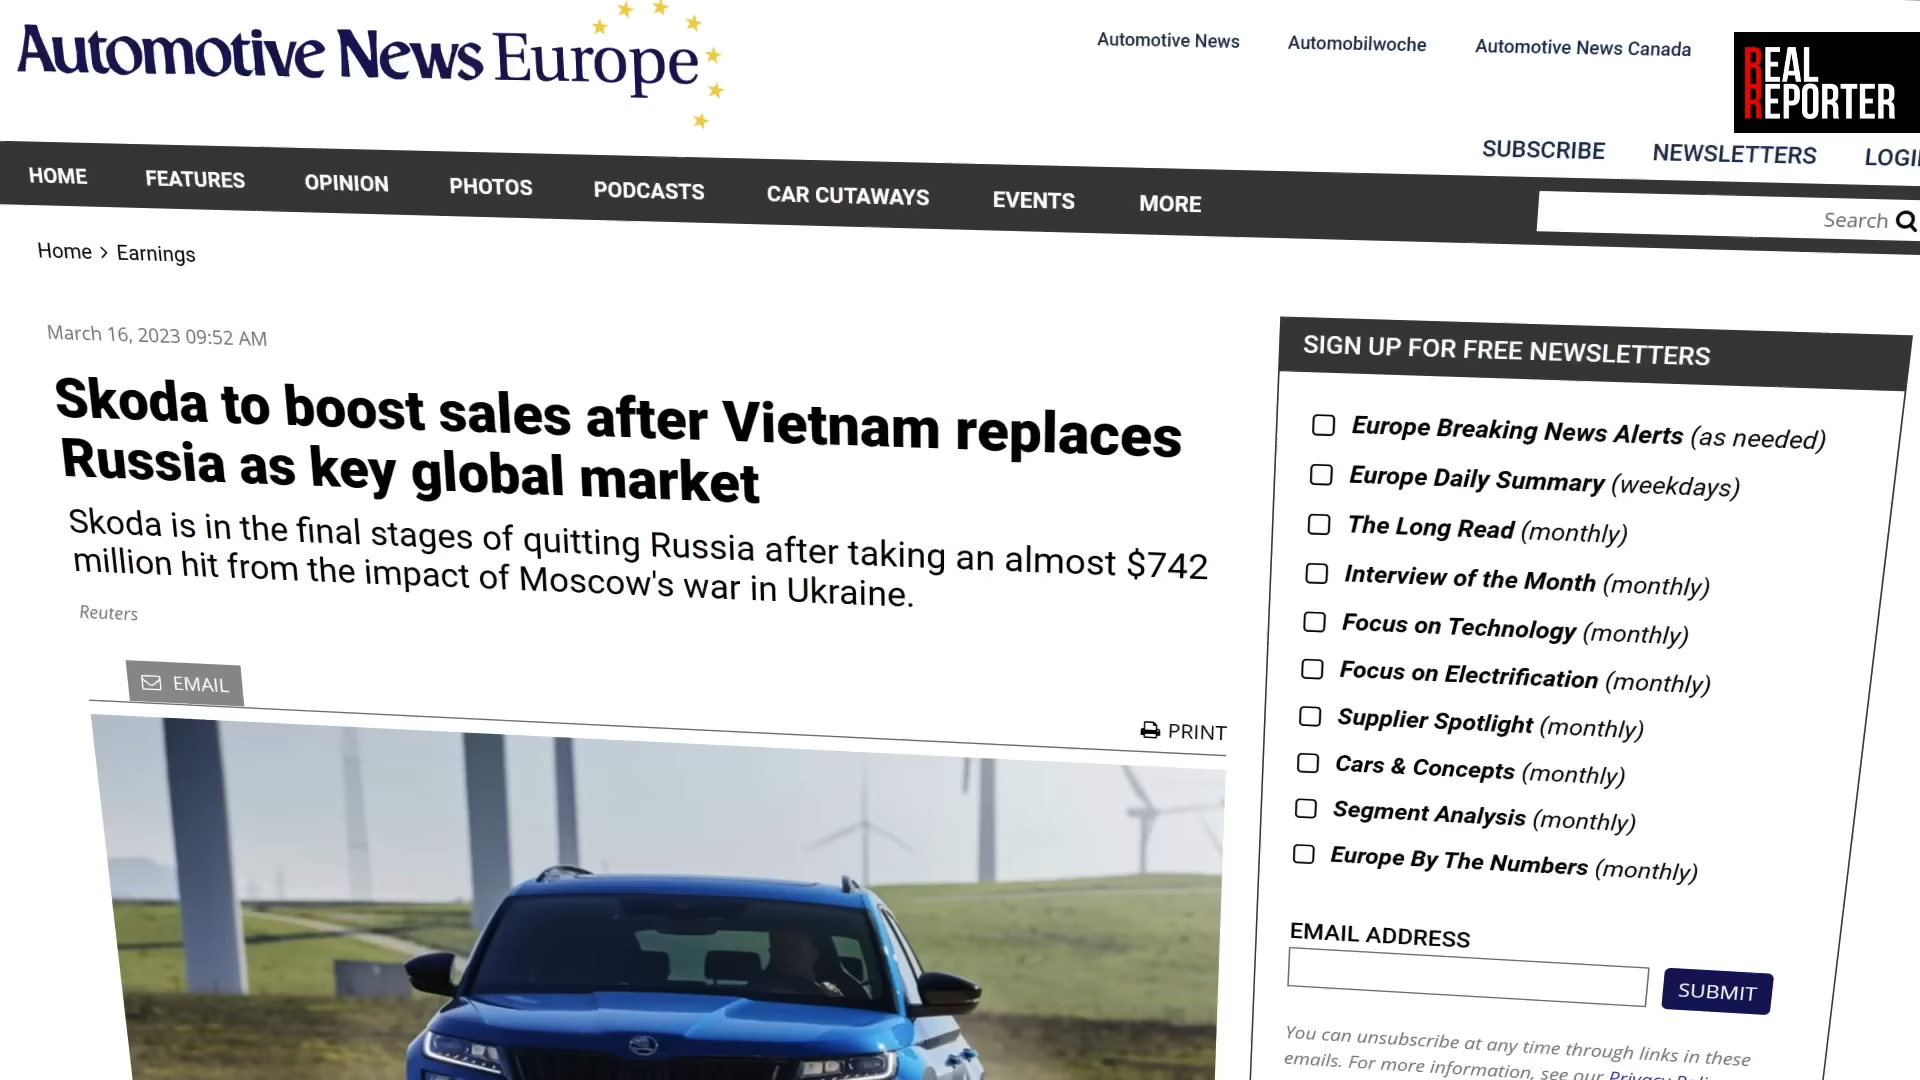 Automotive News Europe
Automotive News Automobilwoche Automotive News Canada
REAL
REPORTER
SUBSCRIBE NEWSLETTERS
HOME FEATURES OPINION PHOTOS PODCASTS CAR CUTAWAYS EVENTS MORE
Search
Home > Earnings
March 16, 2023 09:52 AM
Skoda to boost sales after Vietnam replaces
Russia as key global market
Skoda is in the final stages of quitting Russia after taking an almost $742
million hit from the impact of Moscow's war in Ukraine.
Reuters
EMAIL
PRINT
SIGN UP FOR FREE NEWSLETTERS
Europe Breaking News Alerts (as needed)
Europe Daily Summary (weekdays)
The Long Read (monthly)
Interview of the Month (monthly)
Focus on Technology (monthly)
Focus on Electrification (monthly)
Supplier Spotlight (monthly)
Cars & Concepts (monthly)
Segment Analysis (monthly)
Europe By The Numbers (monthly)
EMAIL ADDRESS
SUBMIT
You can unsubscribe at any time through links in these
emails. For more information, see our Privacy